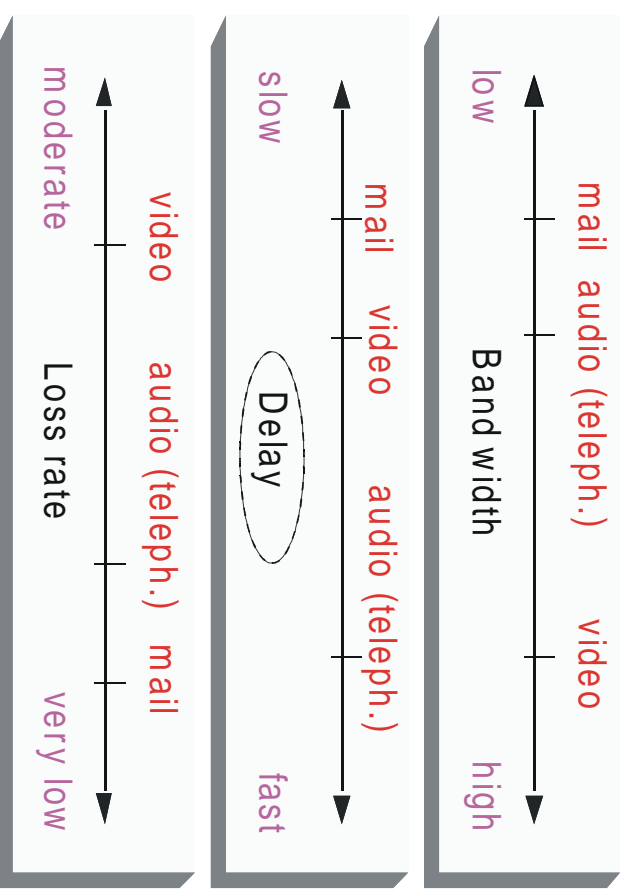 mail audio (teleph.) video
low Band width high
mail video audio (teleph.)
slow Delay fast
video audio (teleph.) mail
moderate Loss rate very low